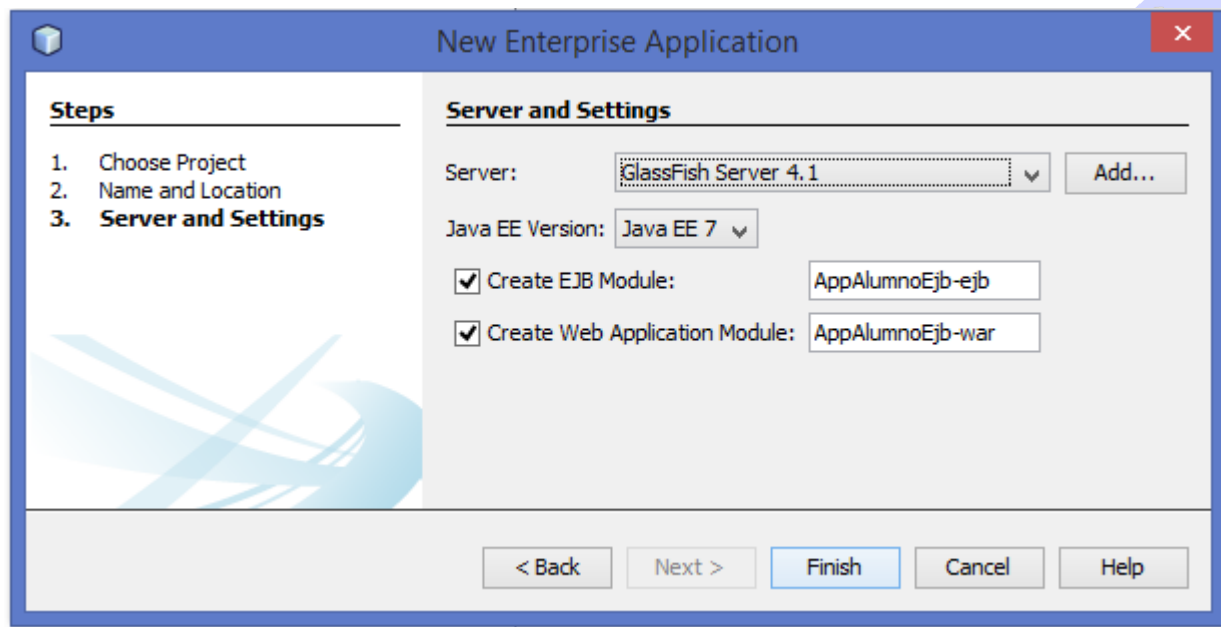 New Enterprise Application
Steps
1. Choose Project
2. Name and Location
3. Server and Settings
Server and Settings
Server: GlassFish Server 4.1 Add...
Java EE Version: Java EE 7
Create EJB Module: AppAlumnoEjb-ejb
Create Web Application Module: AppAlumnoEjb-war
< Back Next > Finish Cancel Help